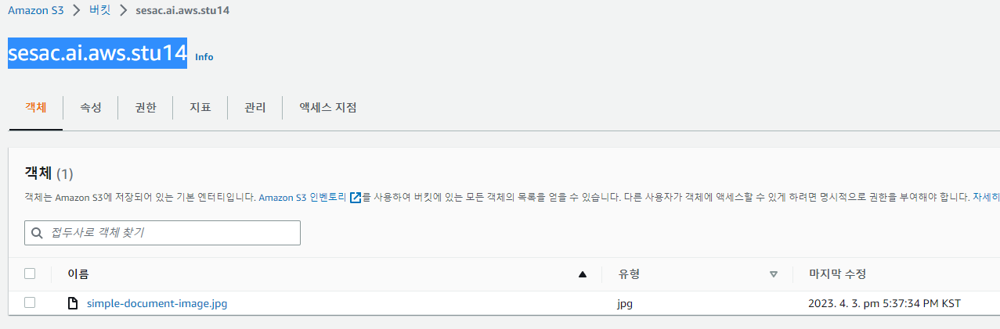 Amazon S3 > 버킷 > sesac.ai.aws.stu14
sesac.ai.aws.stu14 Info
객체 속성 권한 지표 관리 액세스 지점
객체 (1)
객체는 Amazon S3에 저장되어 있는 기본 엔터티입니다. Amazon S3 인벤토리 를 사용하여 버킷에 있는 모든 객체의 목록을 얻을 수 있습니다. 다른 사용자가 객체에 액세스할 수 있게 하려면 명시적으로 권한을 부여해야 합니다. 자세히
접두사로 객체 찾기
이름 유형 마지막 수정
simple-document-image.jpg jpg 2023. 4. 3. pm 5:37:34 PM KST